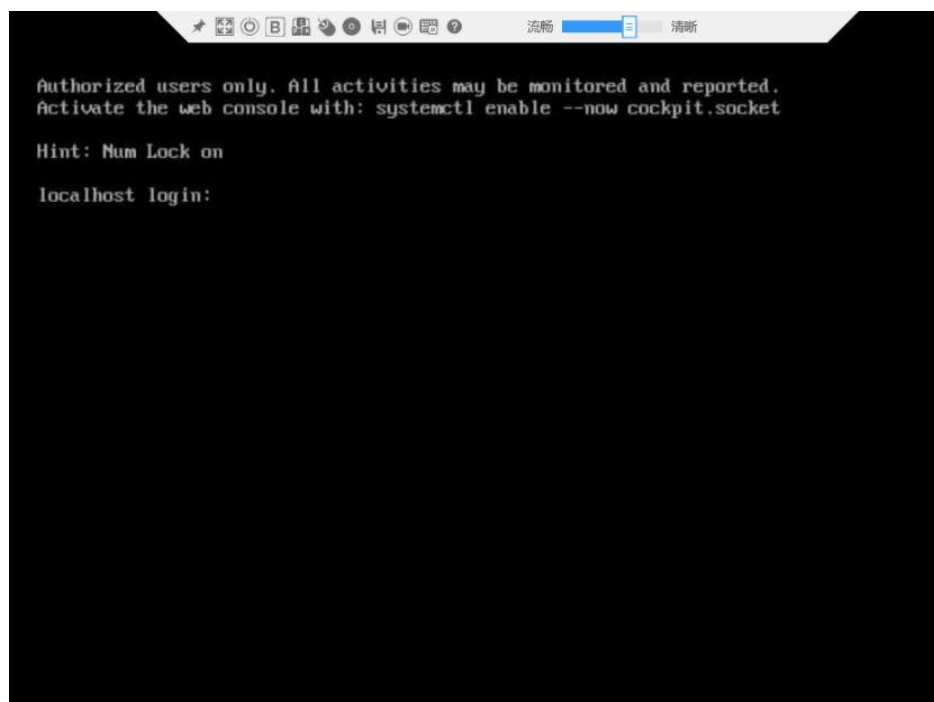 B 流畅 清晰
Authorized users only. All activities may be monitored and reported.
Activate the web console with: systemctl enable --now cockpit.socket
Hint: Num Lock on
localhost login: